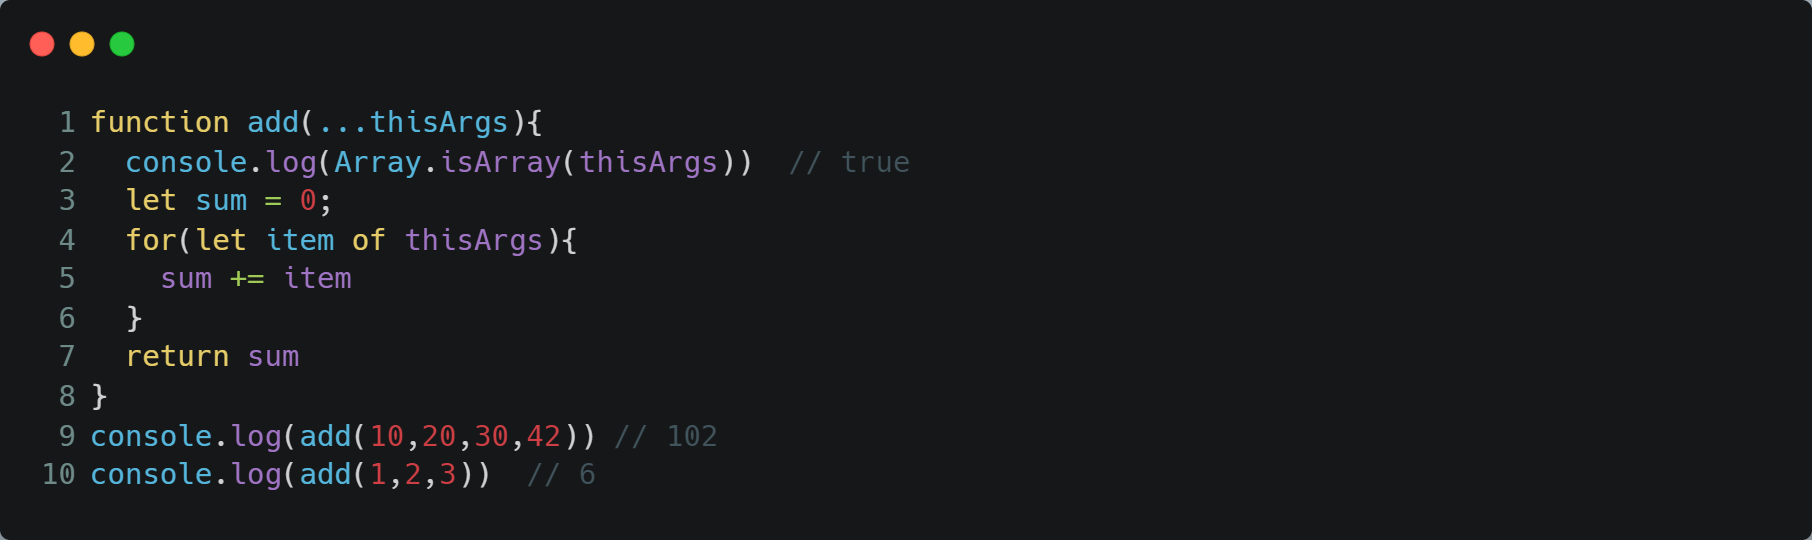 1 function add(...thisArgs){
2   console.log(Array.isArray(thisArgs))  // true
3   let sum = 0;
4   for(let item of thisArgs){
5     sum += item
6   }
7   return sum
8 }
9 console.log(add(10,20,30,42)) // 102
10 console.log(add(1,2,3))  // 6